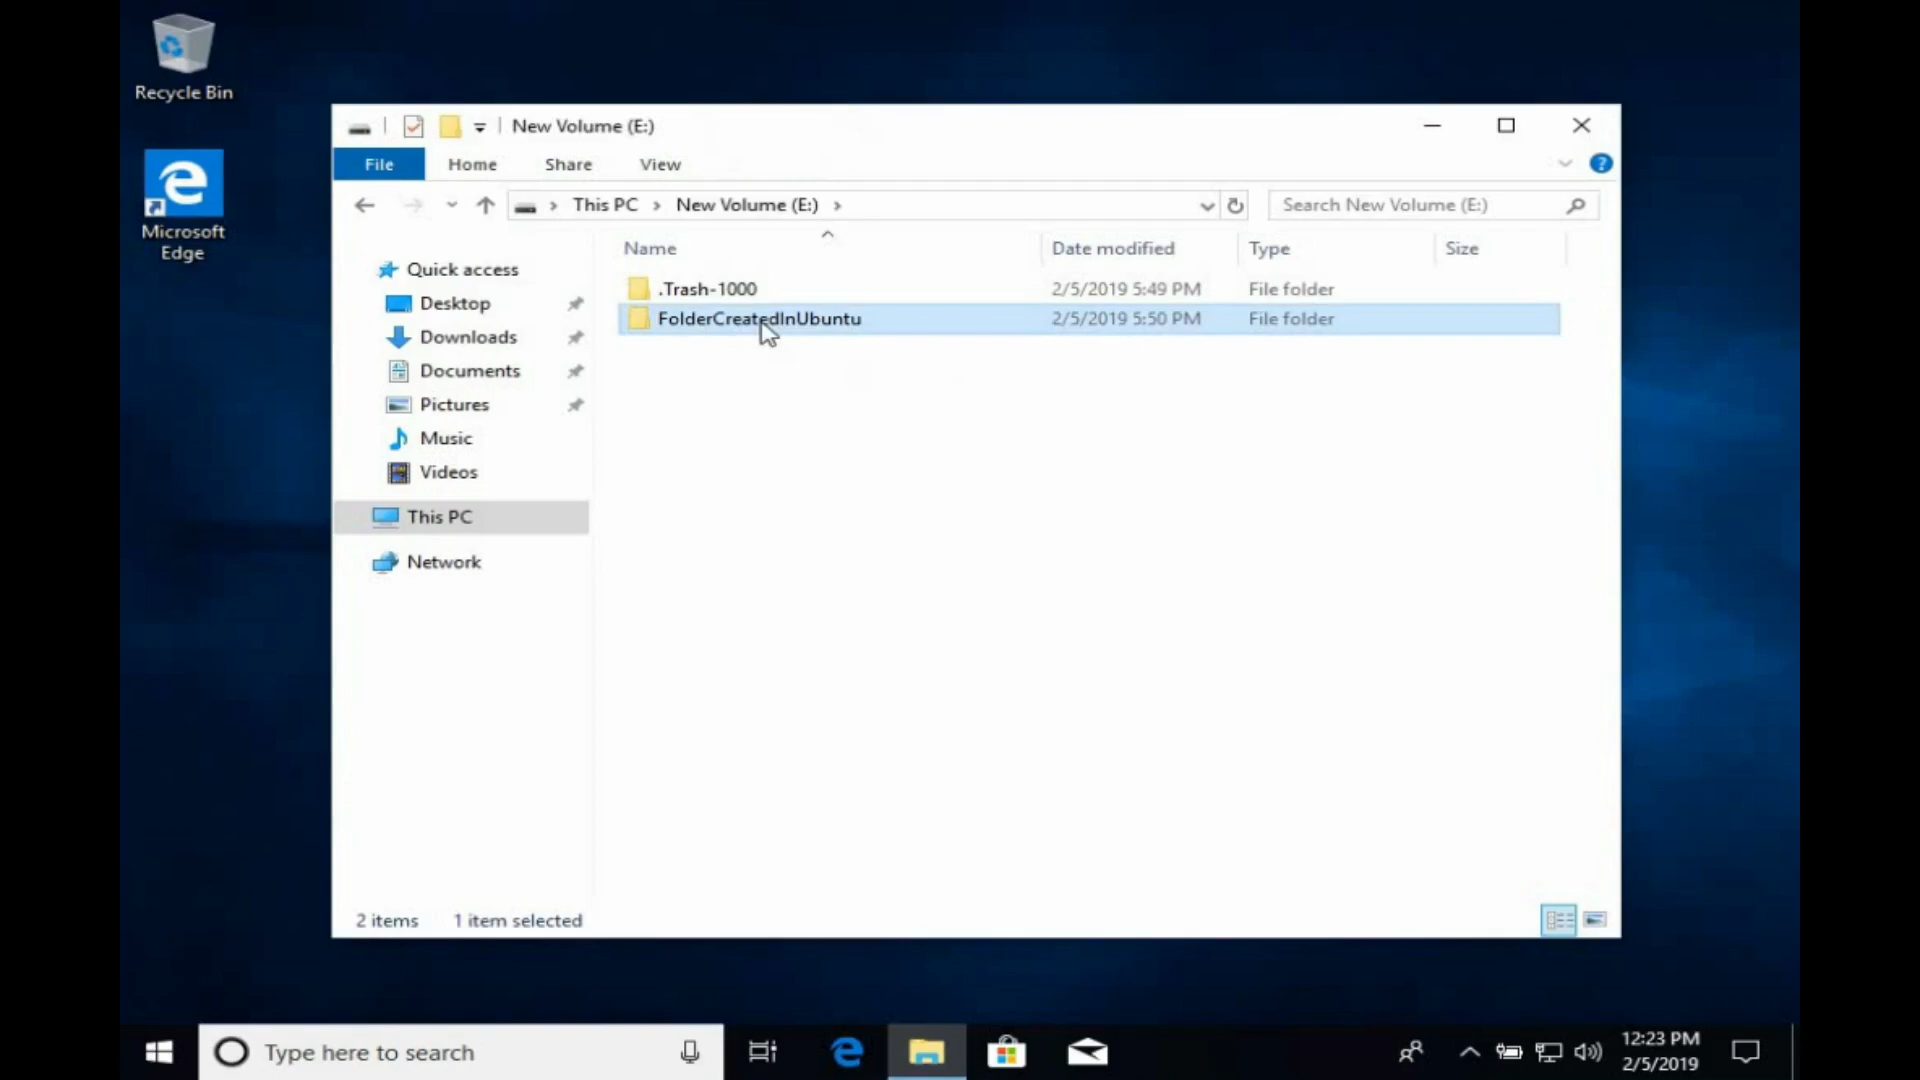 Recycle Bin
Microsoft
Edge
New Volume (E:)
File Home Share View
This PC New Volume (E:)
Search New Volume (E:)
Name Date modified Type Size
.Trash-1000 2/5/2019 5:49 PM File folder
FolderCreatedInUbuntu 2/5/2019 5:50 PM File folder
Quick access
Desktop
Downloads
Documents
Pictures
Music
Videos
This PC
Network
2 items 1 item selected
Type here to search
12:23 PM
2/5/2019